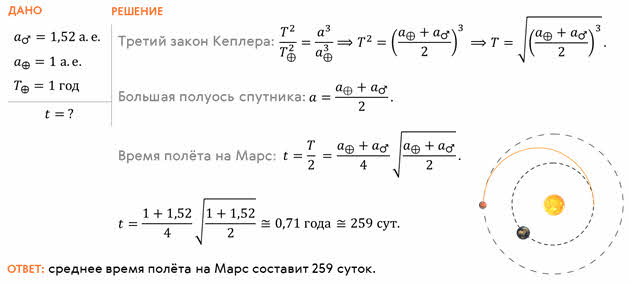 ДАНО
a♂ = 1,52 а. е.
a⊕ = 1 а. е.
T⊕ = 1 год
t = ?
РЕШЕНИЕ
Третий закон Кеплера: T²/T⊕² = a³/a⊕³ ⟹ T² = ((a⊕ + a♂)/2)³ ⟹ T = √(((a⊕ + a♂)/2)³).
Большая полуось спутника: a = (a⊕ + a♂)/2.
Время полёта на Марс: t = T/2 = (a⊕ + a♂)/4 √((a⊕ + a♂)/2).
t = (1 + 1,52)/4 √((1 + 1,52)/2) ≅ 0,71 года ≅ 259 сут.
ОТВЕТ: среднее время полёта на Марс составит 259 суток.